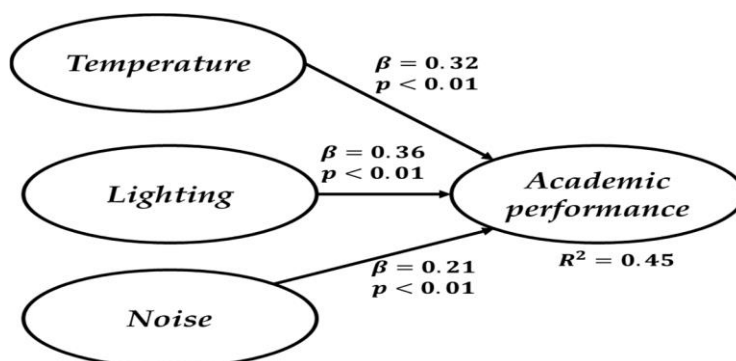 Temperature
β = 0.32
p < 0.01
β = 0.36
p < 0.01
Lighting
Academic
performance
R² = 0.45
β = 0.21
p < 0.01
Noise